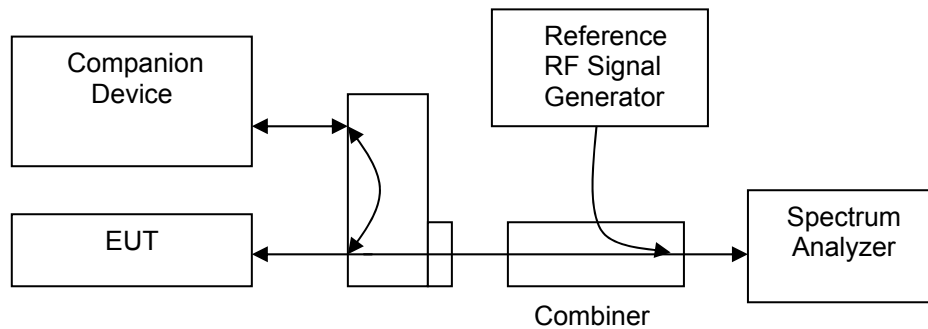 Companion
Device
Reference
RF Signal
Generator
EUT
Spectrum
Analyzer
Combiner